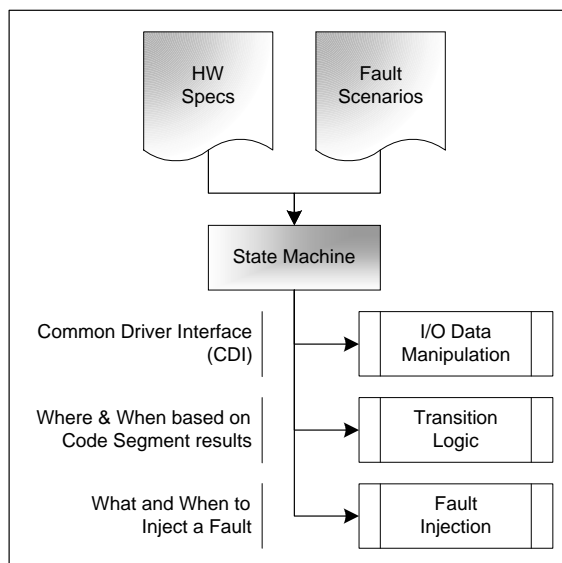 HW
Specs
Fault
Scenarios
State Machine
Common Driver Interface
(CDI)
I/O Data
Manipulation
Where & When based on
Code Segment results
Transition
Logic
What and When to
Inject a Fault
Fault
Injection